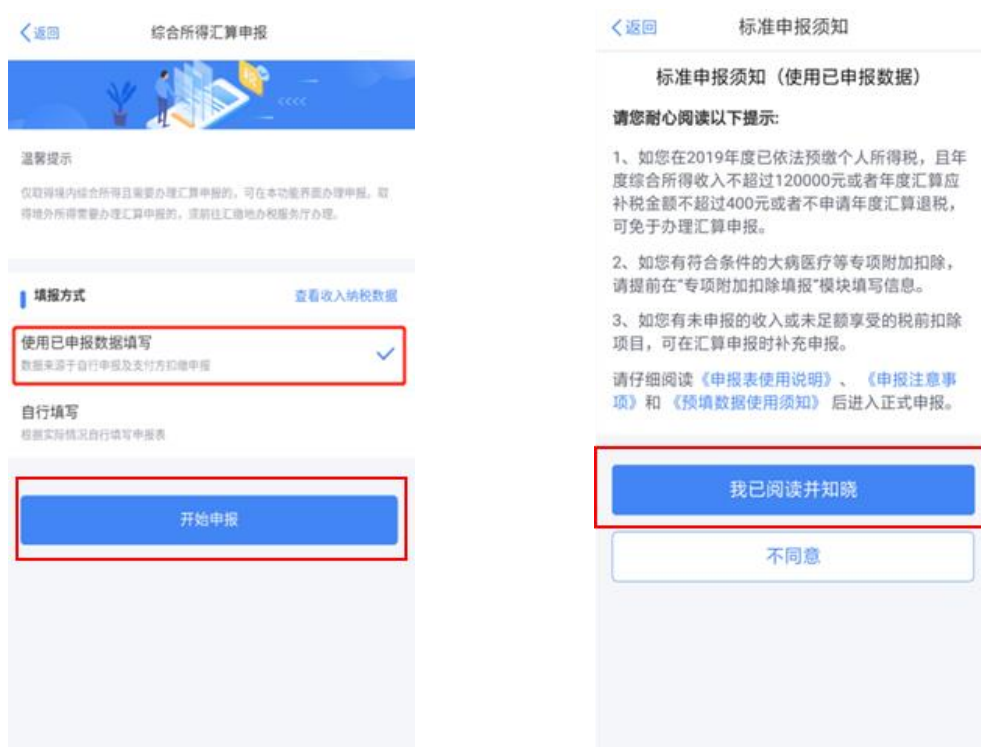 返回
综合所得汇算申报
温馨提示
仅取得境内综合所得且需要办理汇算申报的，可在本功能界面办理申报。取
得境外所得需要办理汇算申报的，须前往汇缴地办税服务厅办理。
填报方式
查看收入纳税数据
使用已申报数据填写
数据来源于自行申报及支付方扣缴申报
自行填写
根据实际情况自行填写申报表
开始申报
返回
标准申报须知
标准申报须知（使用已申报数据）
请您耐心阅读以下提示:
1、如您在2019年度已依法预缴个人所得税，且年
度综合所得收入不超过120000元或者年度汇算应
补税金额不超过400元或者不申请年度汇算退税，
可免于办理汇算申报。
2、如您有符合条件的大病医疗等专项附加扣除，
请提前在“专项附加扣除填报”模块填写信息。
3、如您有未申报的收入或未足额享受的税前扣除
项目，可在汇算申报时补充申报。
请仔细阅读《申报表使用说明》、《申报注意事
项》和《预填数据使用须知》后进入正式申报。
我已阅读并知晓
不同意